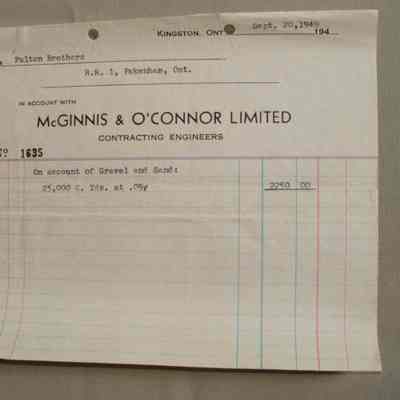 Kingston, Ont Sept. 20, 1949
194
Fulton Brothers
R.R. 1, Pakenham, Ont.
IN ACCOUNT WITH
McGINNIS & O'CONNOR LIMITED
CONTRACTING ENGINEERS
Nº 1635
On account of Gravel and Sand:
25,000 C. Yds. at .09¢ 2250 00